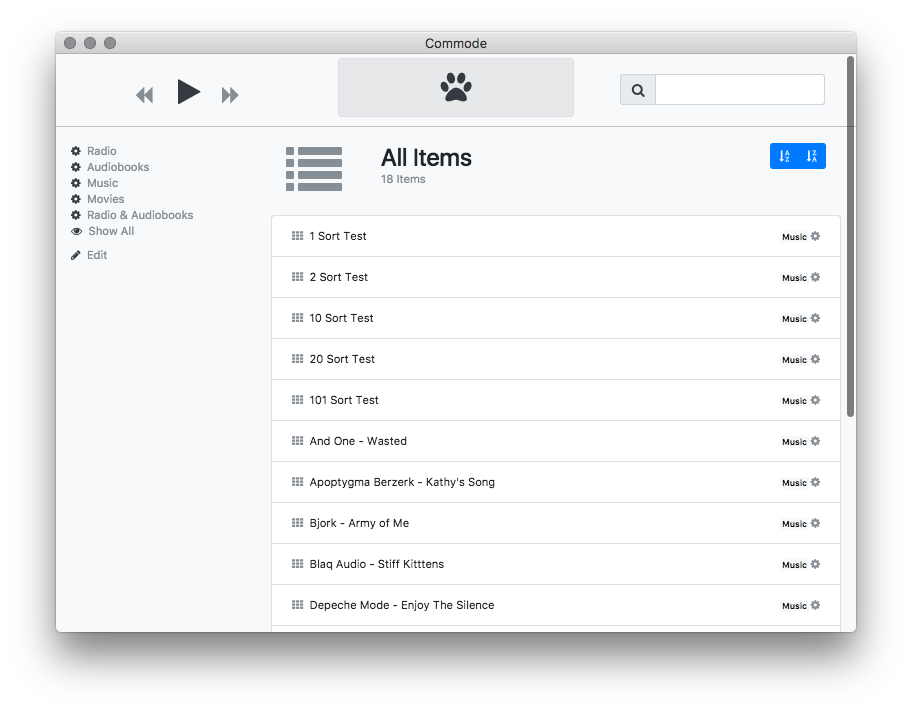 Commode
Radio
Audiobooks
Music
Movies
Radio & Audiobooks
Show All
Edit
All Items
18 Items
A Z
Z A
1 Sort Test Music
2 Sort Test Music
10 Sort Test Music
20 Sort Test Music
101 Sort Test Music
And One - Wasted Music
Apoptygma Berzerk - Kathy's Song Music
Bjork - Army of Me Music
Blaq Audio - Stiff Kitttens Music
Depeche Mode - Enjoy The Silence Music